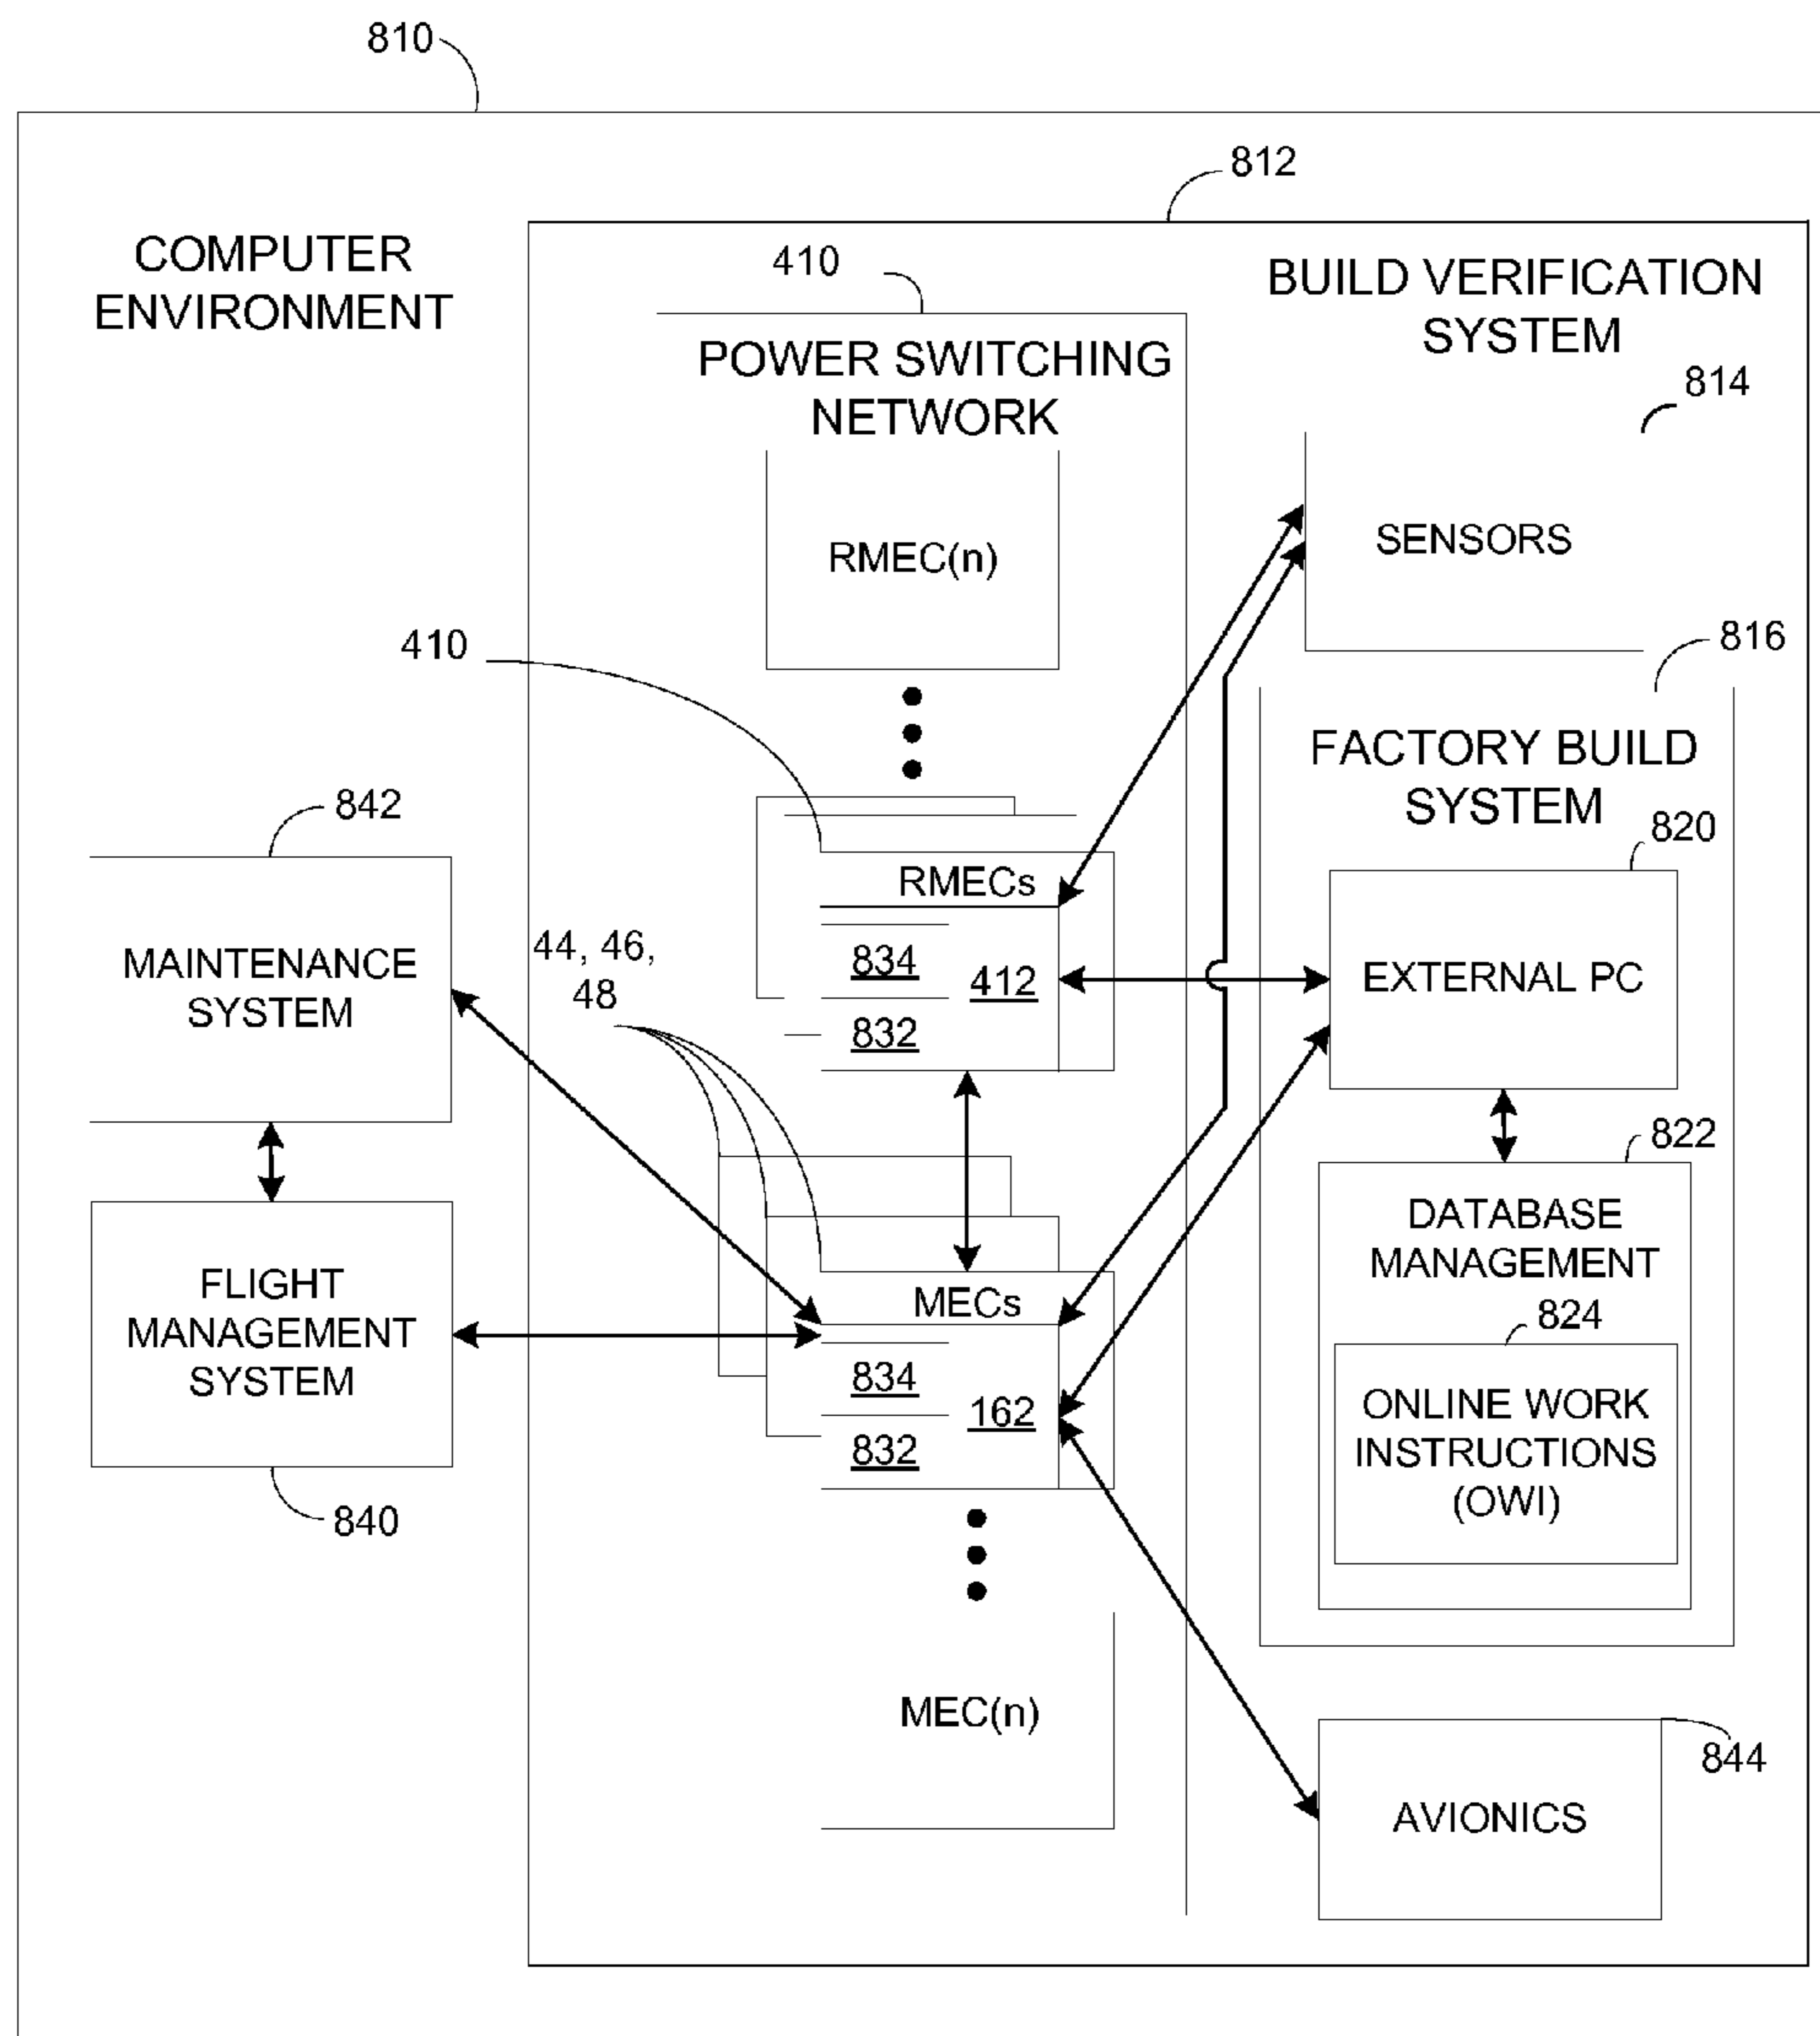 810
812
COMPUTER
ENVIRONMENT
410
BUILD VERIFICATION
SYSTEM
POWER SWITCHING
NETWORK
814
RMEC(n)
SENSORS
410
816
FACTORY BUILD
SYSTEM
842
820
RMECs
MAINTENANCE
SYSTEM
44, 46,
48
834
412
832
EXTERNAL PC
822
DATABASE
MANAGEMENT
FLIGHT
MANAGEMENT
SYSTEM
MECs
824
834
162
832
ONLINE WORK
INSTRUCTIONS
(OWI)
840
MEC(n)
844
AVIONICS